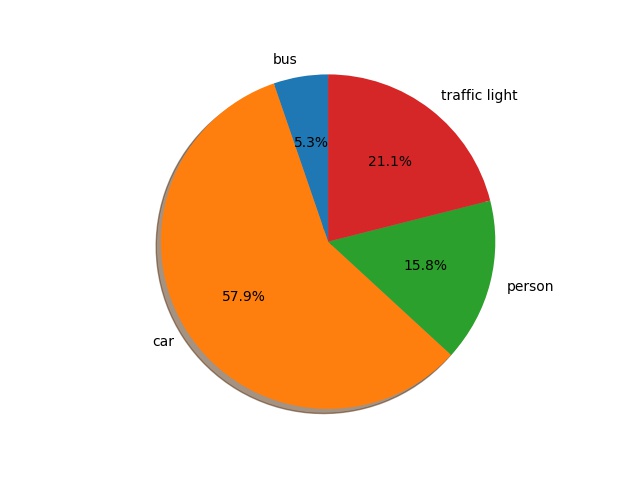 bus
traffic light
5.3%
21.1%
15.8%
person
57.9%
car